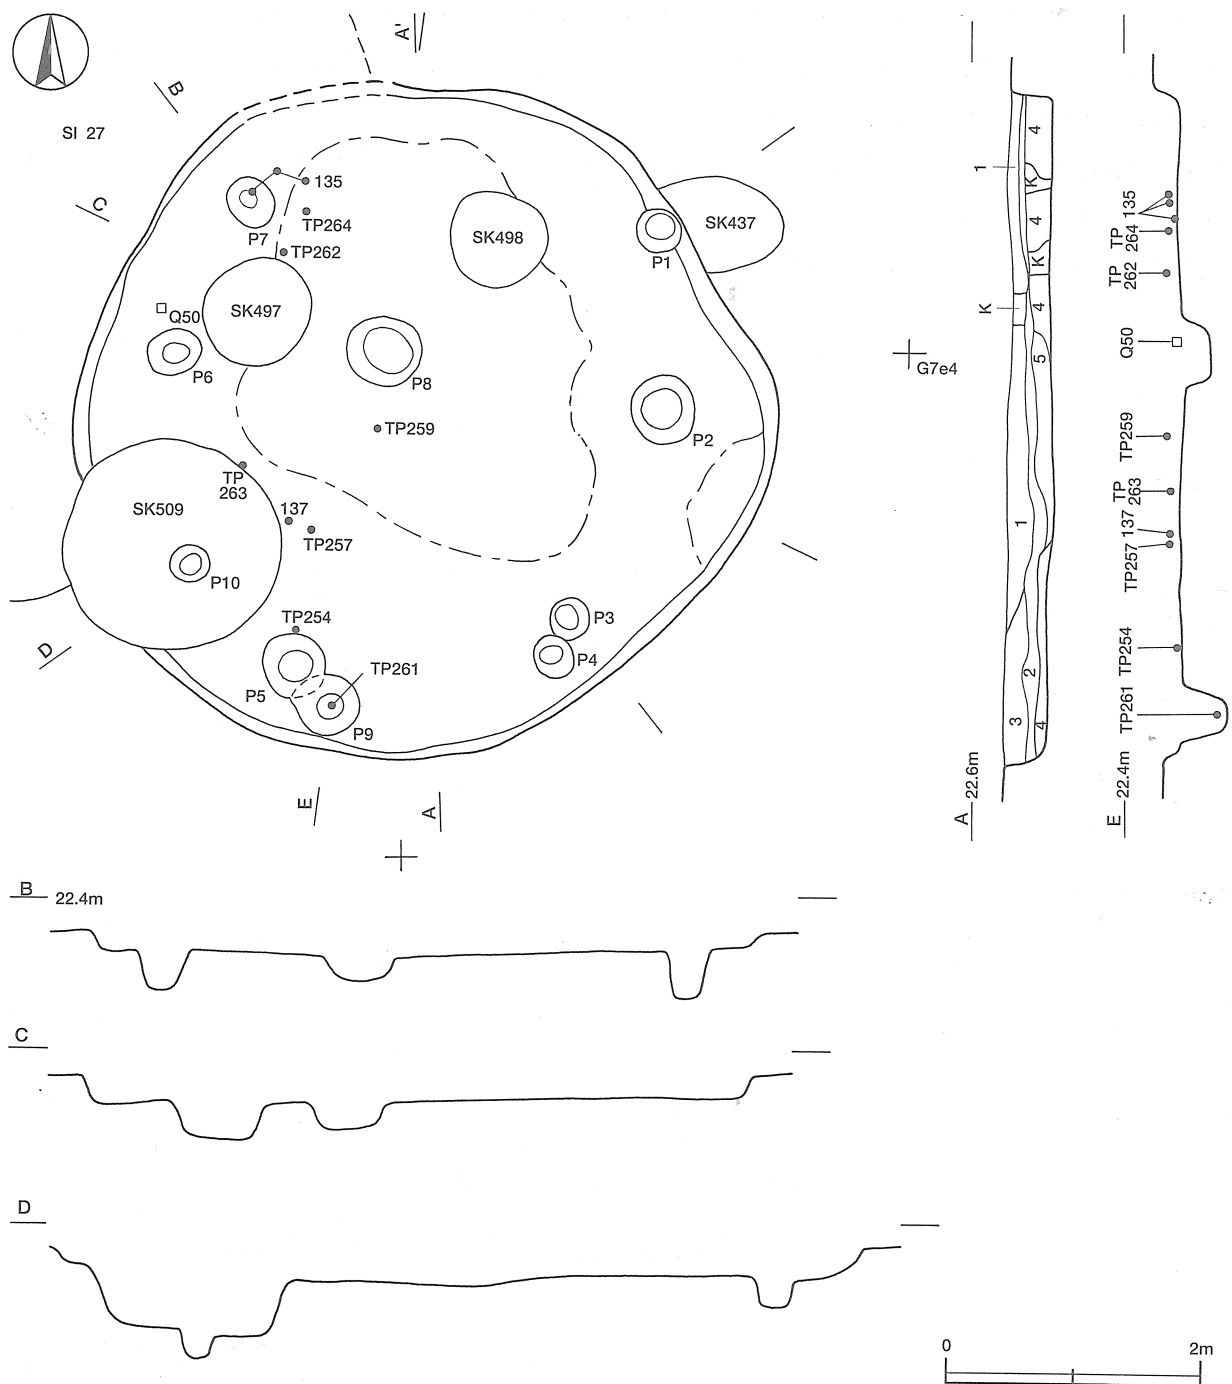 A'
B
SI 27
C
135
TP264
P7
TP262
SK498
SK437
P1
SK497
Q50
P6
P8
P2
TP259
TP
263
SK509
137
TP257
P10
D
TP254
P3
P4
TP261
P5
P9
E
A
G7e4
4
1
K
4
K
K
4
5
1
2
3
4
A 22.6m
135
TP
264
TP
262
Q50
TP259
TP
263
137
TP257
TP254
TP261
E 22.4m
B 22.4m
C
D
0 2m